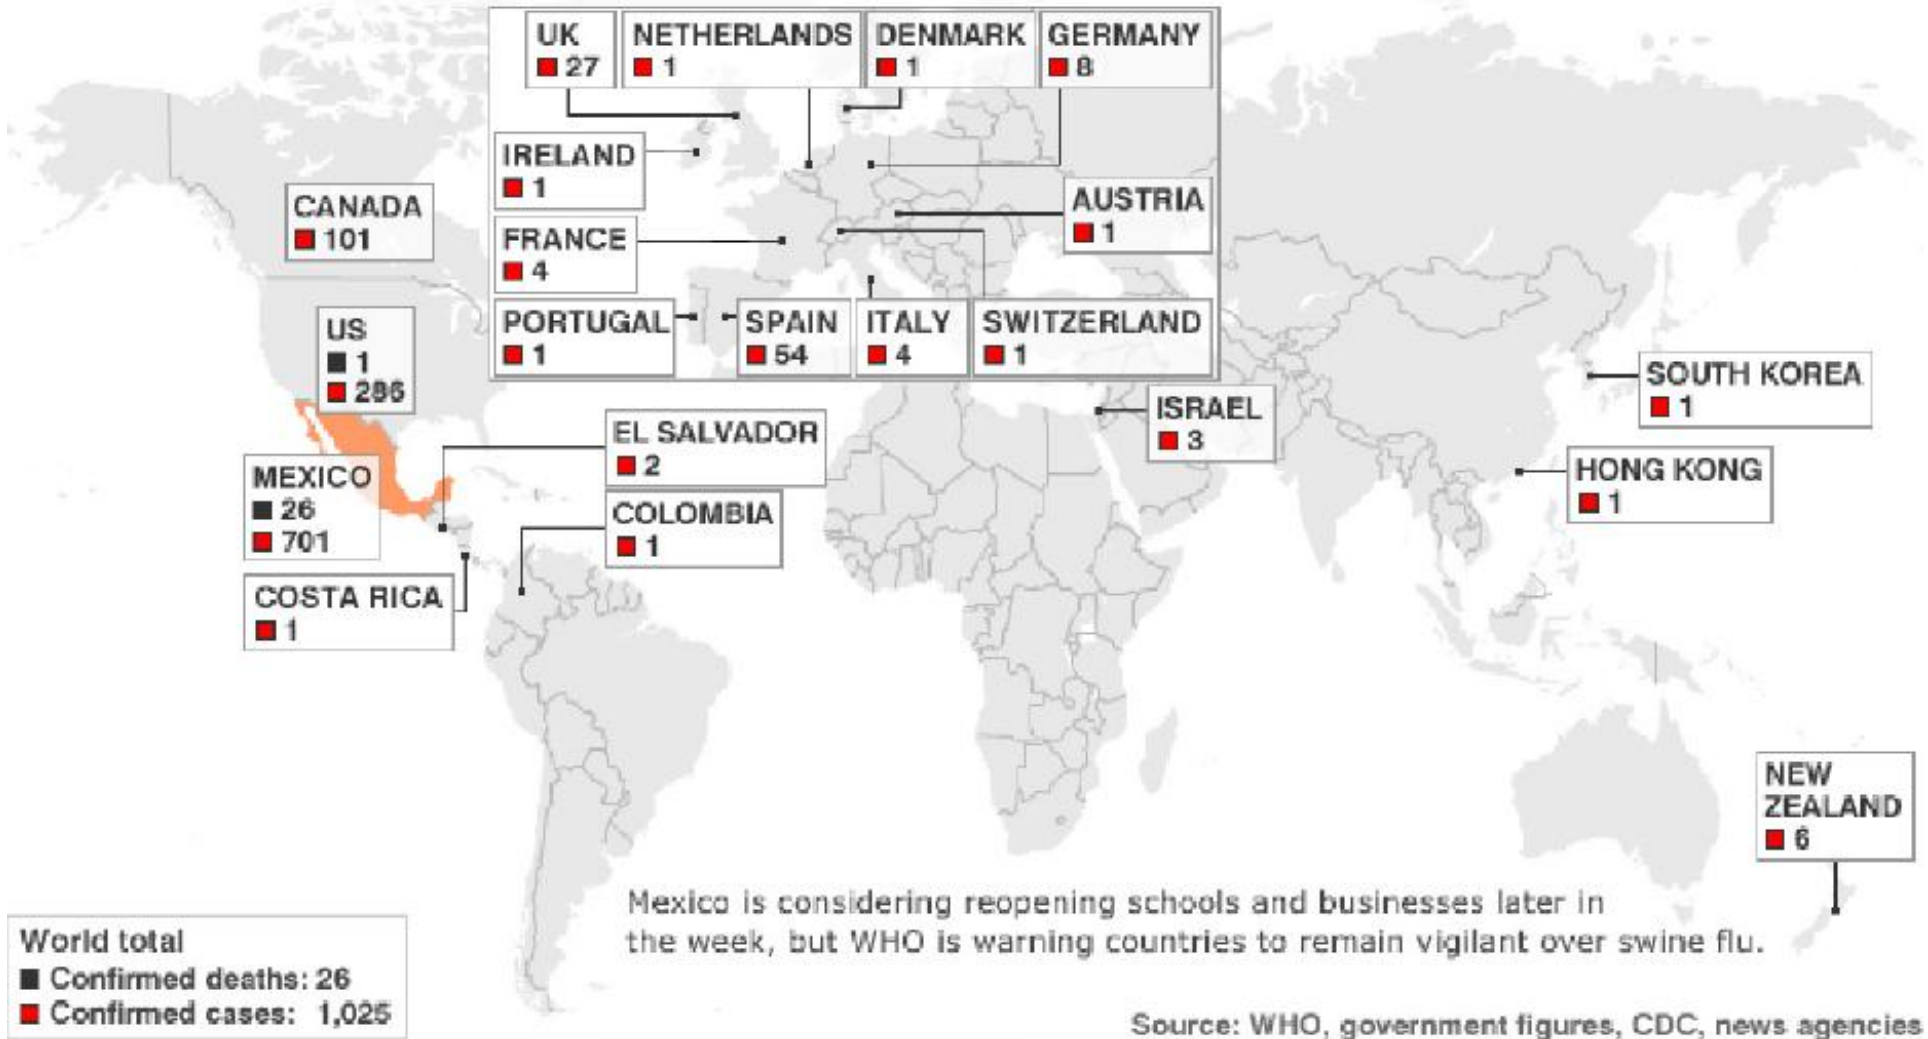 UK
27
NETHERLANDS
1
DENMARK
1
GERMANY
8
IRELAND
1
AUSTRIA
1
CANADA
101
FRANCE
4
PORTUGAL
1
SPAIN
54
ITALY
4
SWITZERLAND
1
US
1
286
SOUTH KOREA
1
ISRAEL
3
EL SALVADOR
2
MEXICO
26
701
HONG KONG
1
COLOMBIA
1
COSTA RICA
1
NEW
ZEALAND
6
Mexico is considering reopening schools and businesses later in
the week, but WHO is warning countries to remain vigilant over swine flu.
World total
Confirmed deaths: 26
Confirmed cases: 1,025
Source: WHO, government figures, CDC, news agencies